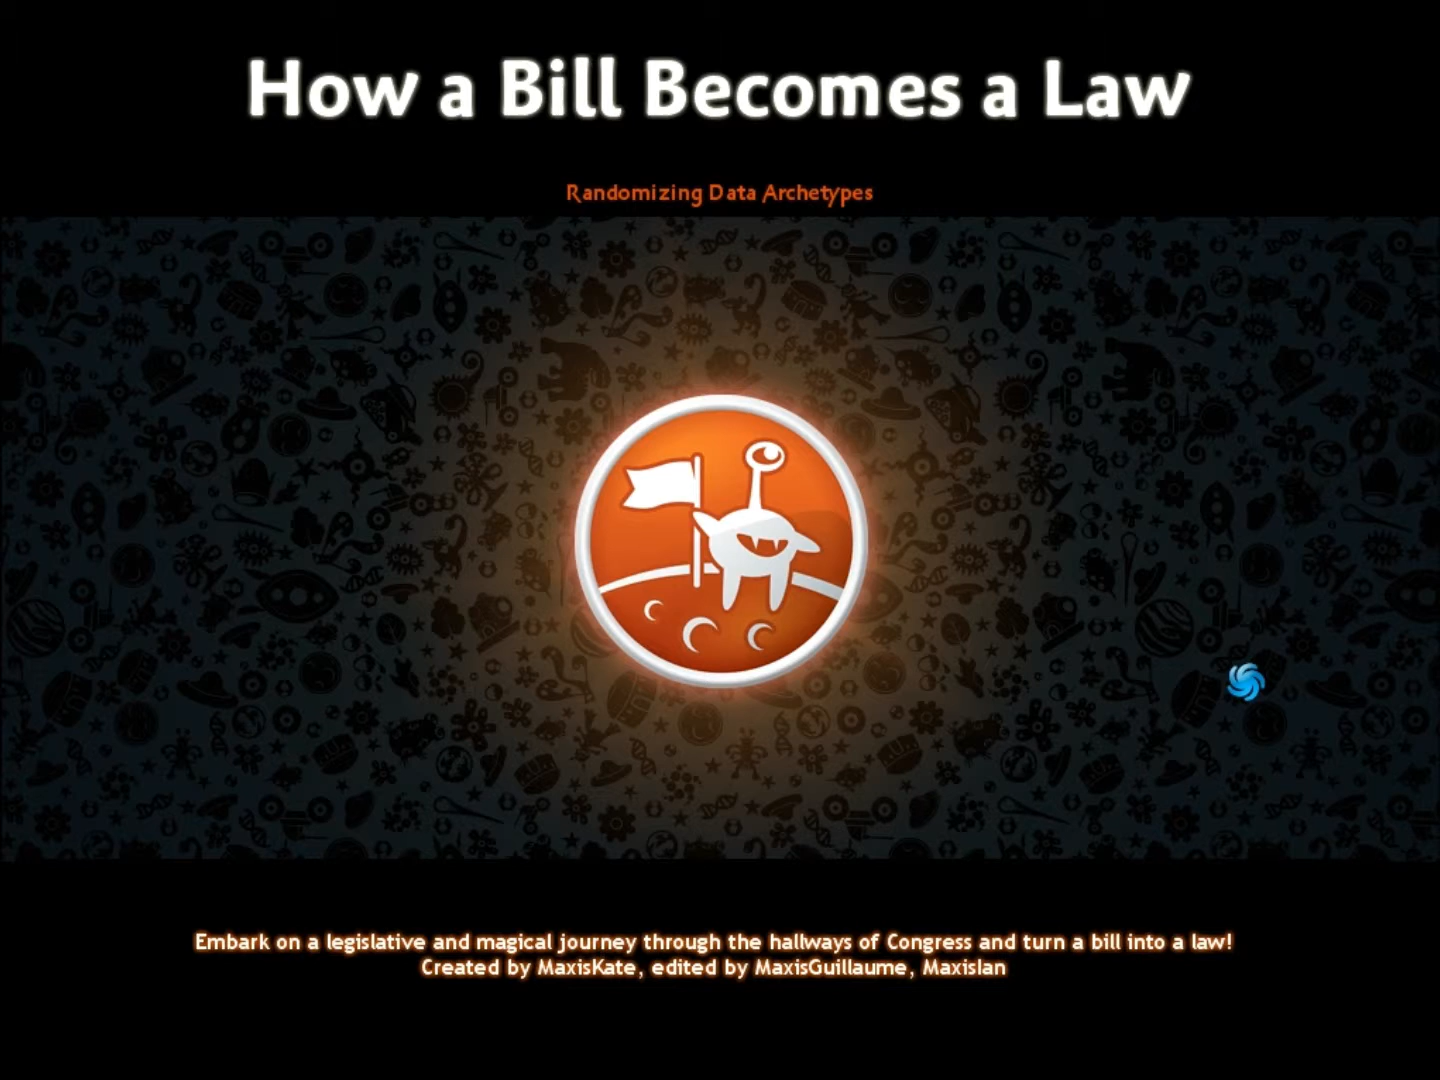 How a Bill Becomes a Law
Randomizing Data Archetypes
Embark on a legislative and magical journey through the hallways of Congress and turn a bill into a law!
Created by MaxisKate, edited by MaxisGuillaume, MaxisIan